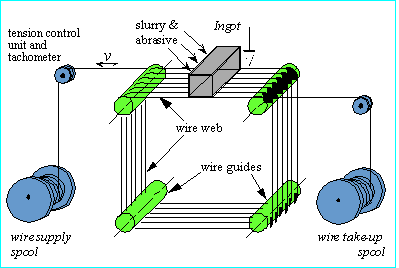 slurry &
abrasive
Ingot
tension control
unit and
tachometer
v
wire web
wire guides
wire supply
spool
wire take-up
spool